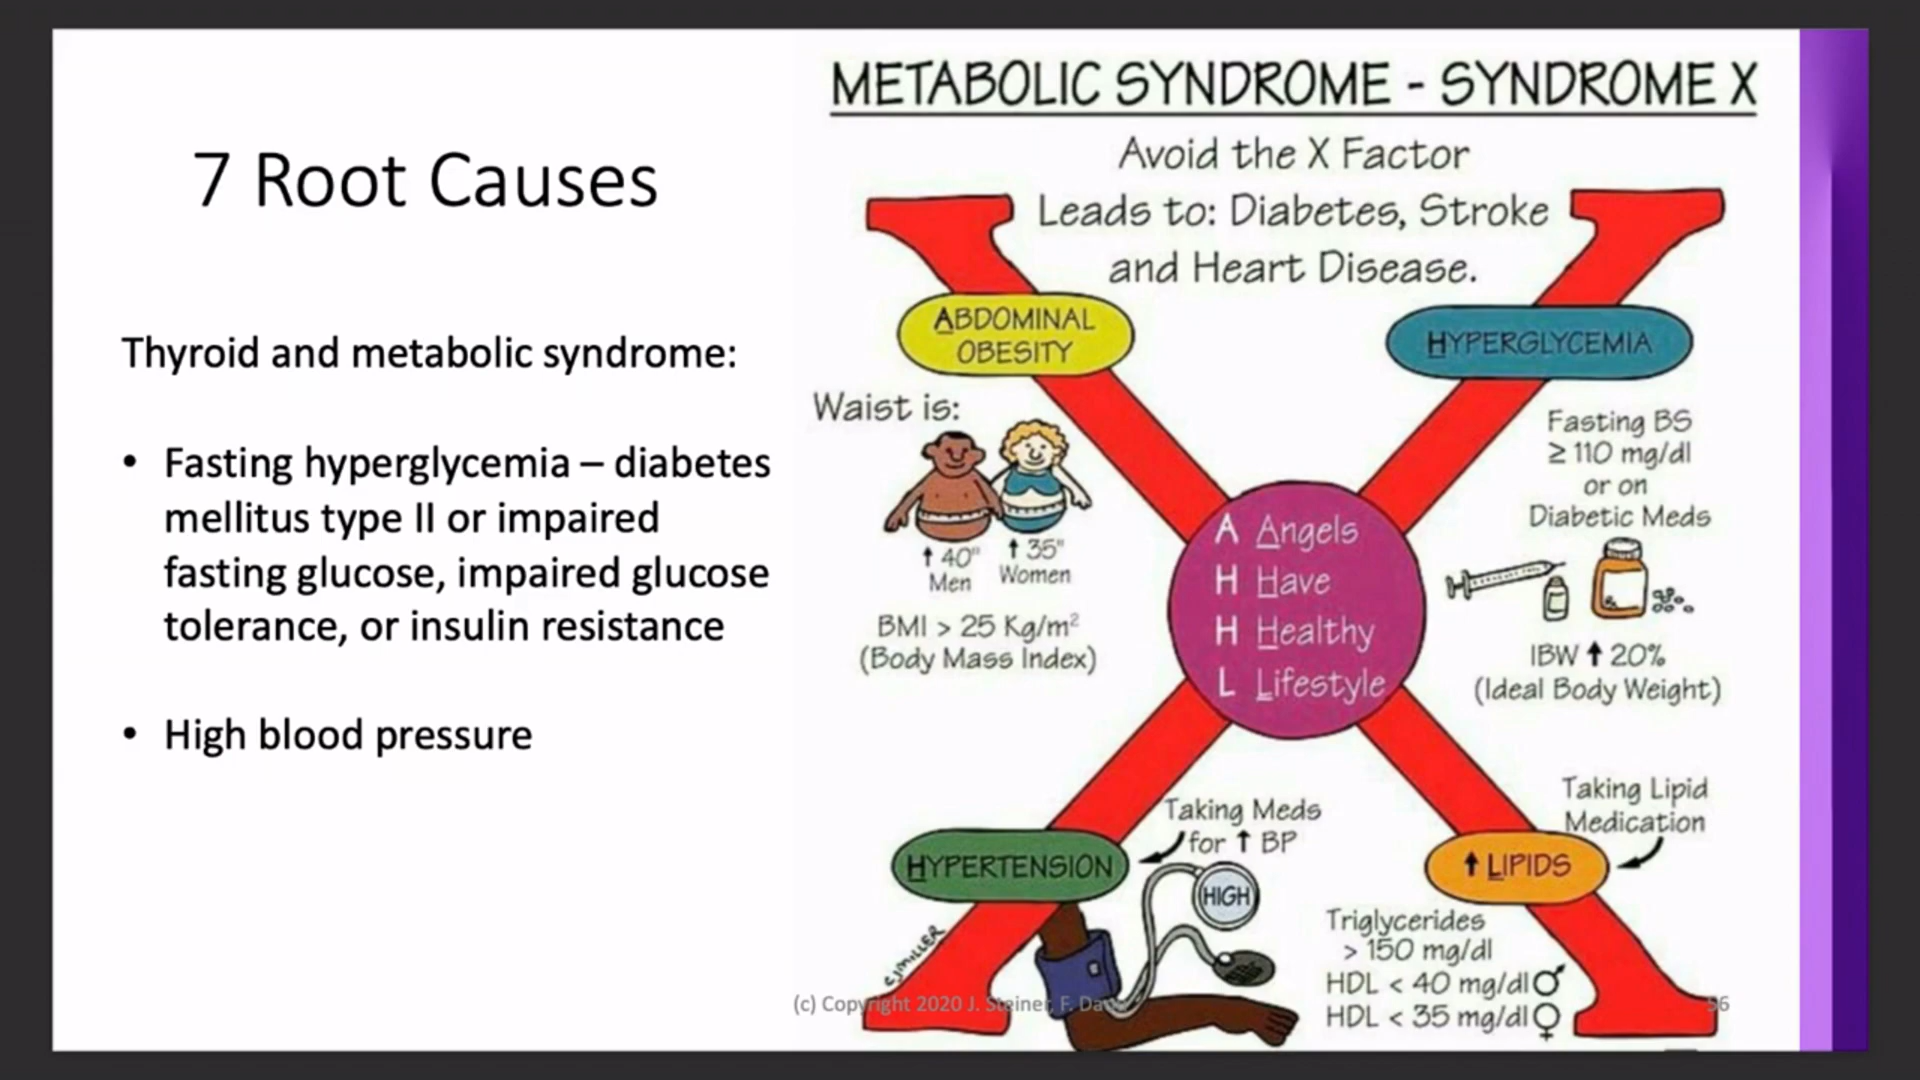 7 Root Causes
Thyroid and metabolic syndrome:
• Fasting hyperglycemia – diabetes
mellitus type II or impaired
fasting glucose, impaired glucose
tolerance, or insulin resistance
• High blood pressure
METABOLIC SYNDROME - SYNDROME X
Avoid the X Factor
Leads to: Diabetes, Stroke
and Heart Disease.
ABDOMINAL
OBESITY
HYPERGLYCEMIA
Waist is:
↑ 40"
Men
↑ 35"
Women
BMI > 25 Kg/m²
(Body Mass Index)
Fasting BS
≥ 110 mg/dl
or on
Diabetic Meds
IBW ↑ 20%
(Ideal Body Weight)
A Angels
H Have
H Healthy
L Lifestyle
Taking Meds
for ↑ BP
HYPERTENSION
HIGH
Taking Lipid
Medication
↑ LIPIDS
Triglycerides
> 150 mg/dl
HDL < 40 mg/dl ♂
HDL < 35 mg/dl ♀
CJMILLER
(c) Copyright 2020 J. Steiner, F.